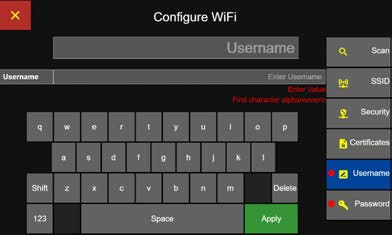 Configure WiFi
Username
Username Enter Username
Enter Value
First character alphanumeric
Scan
SSID
Security
Certificates
Username
Password
q w e r t y u i o p
a s d f g h j k l
Shift z x c v b n m Delete
123 Space Apply